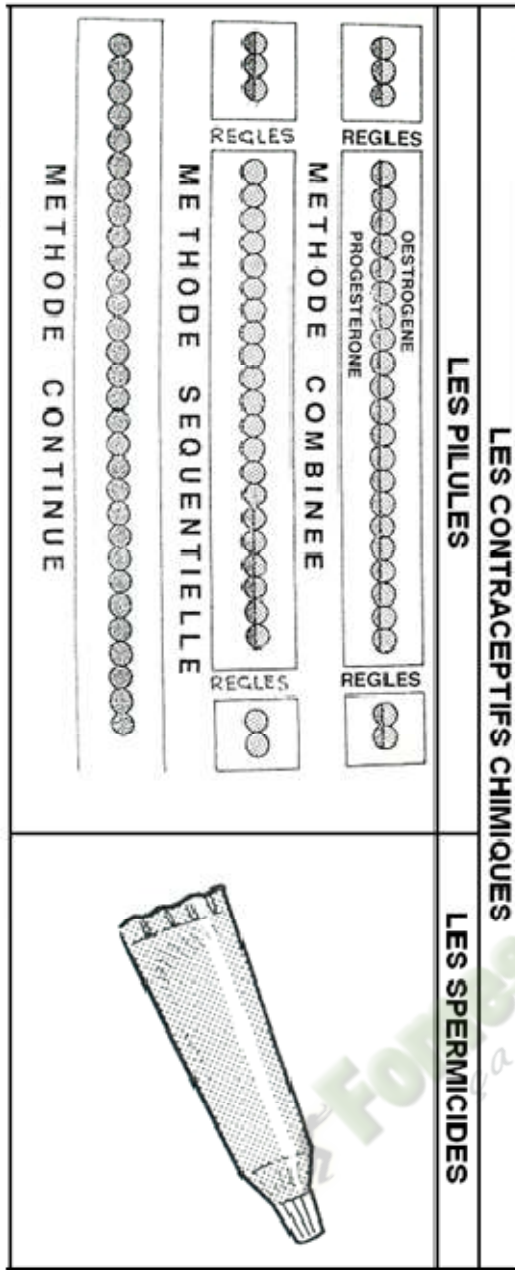 LES CONTRACEPTIFS CHIMIQUES
LES PILULES
LES SPERMICIDES
REGLES
OESTROGENE
PROGESTERONE
REGLES
METHODE COMBINEE
REGLES
REGLES
METHODE SEQUENTIELLE
METHODE CONTINUE